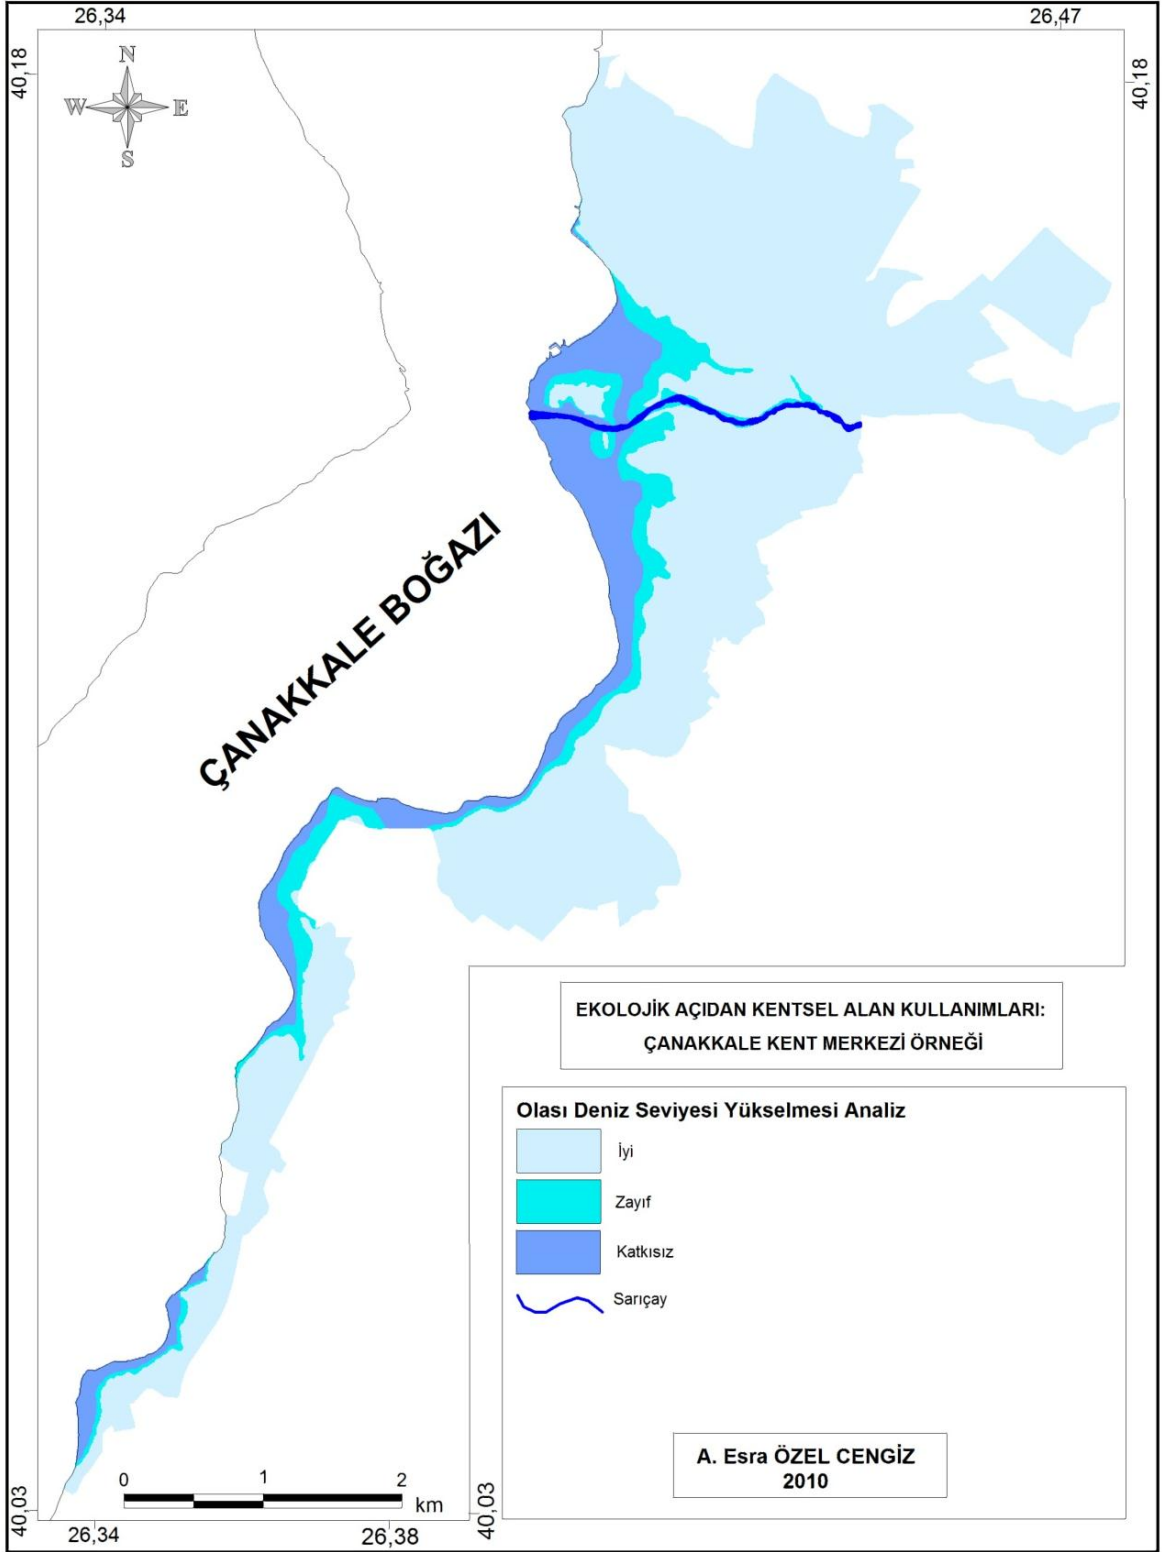 26,34
26,47
40,18
40,18
N
W
E
S
ÇANAKKALE BOĞAZI
EKOLOJİK AÇIDAN KENTSEL ALAN KULLANIMLARI:
ÇANAKKALE KENT MERKEZİ ÖRNEĞİ
Olası Deniz Seviyesi Yükselmesi Analiz
İyi
Zayıf
Katkısız
Sarıçay
A. Esra ÖZEL CENGİZ
2010
0
1
2
km
40,03
40,03
26,34
26,38